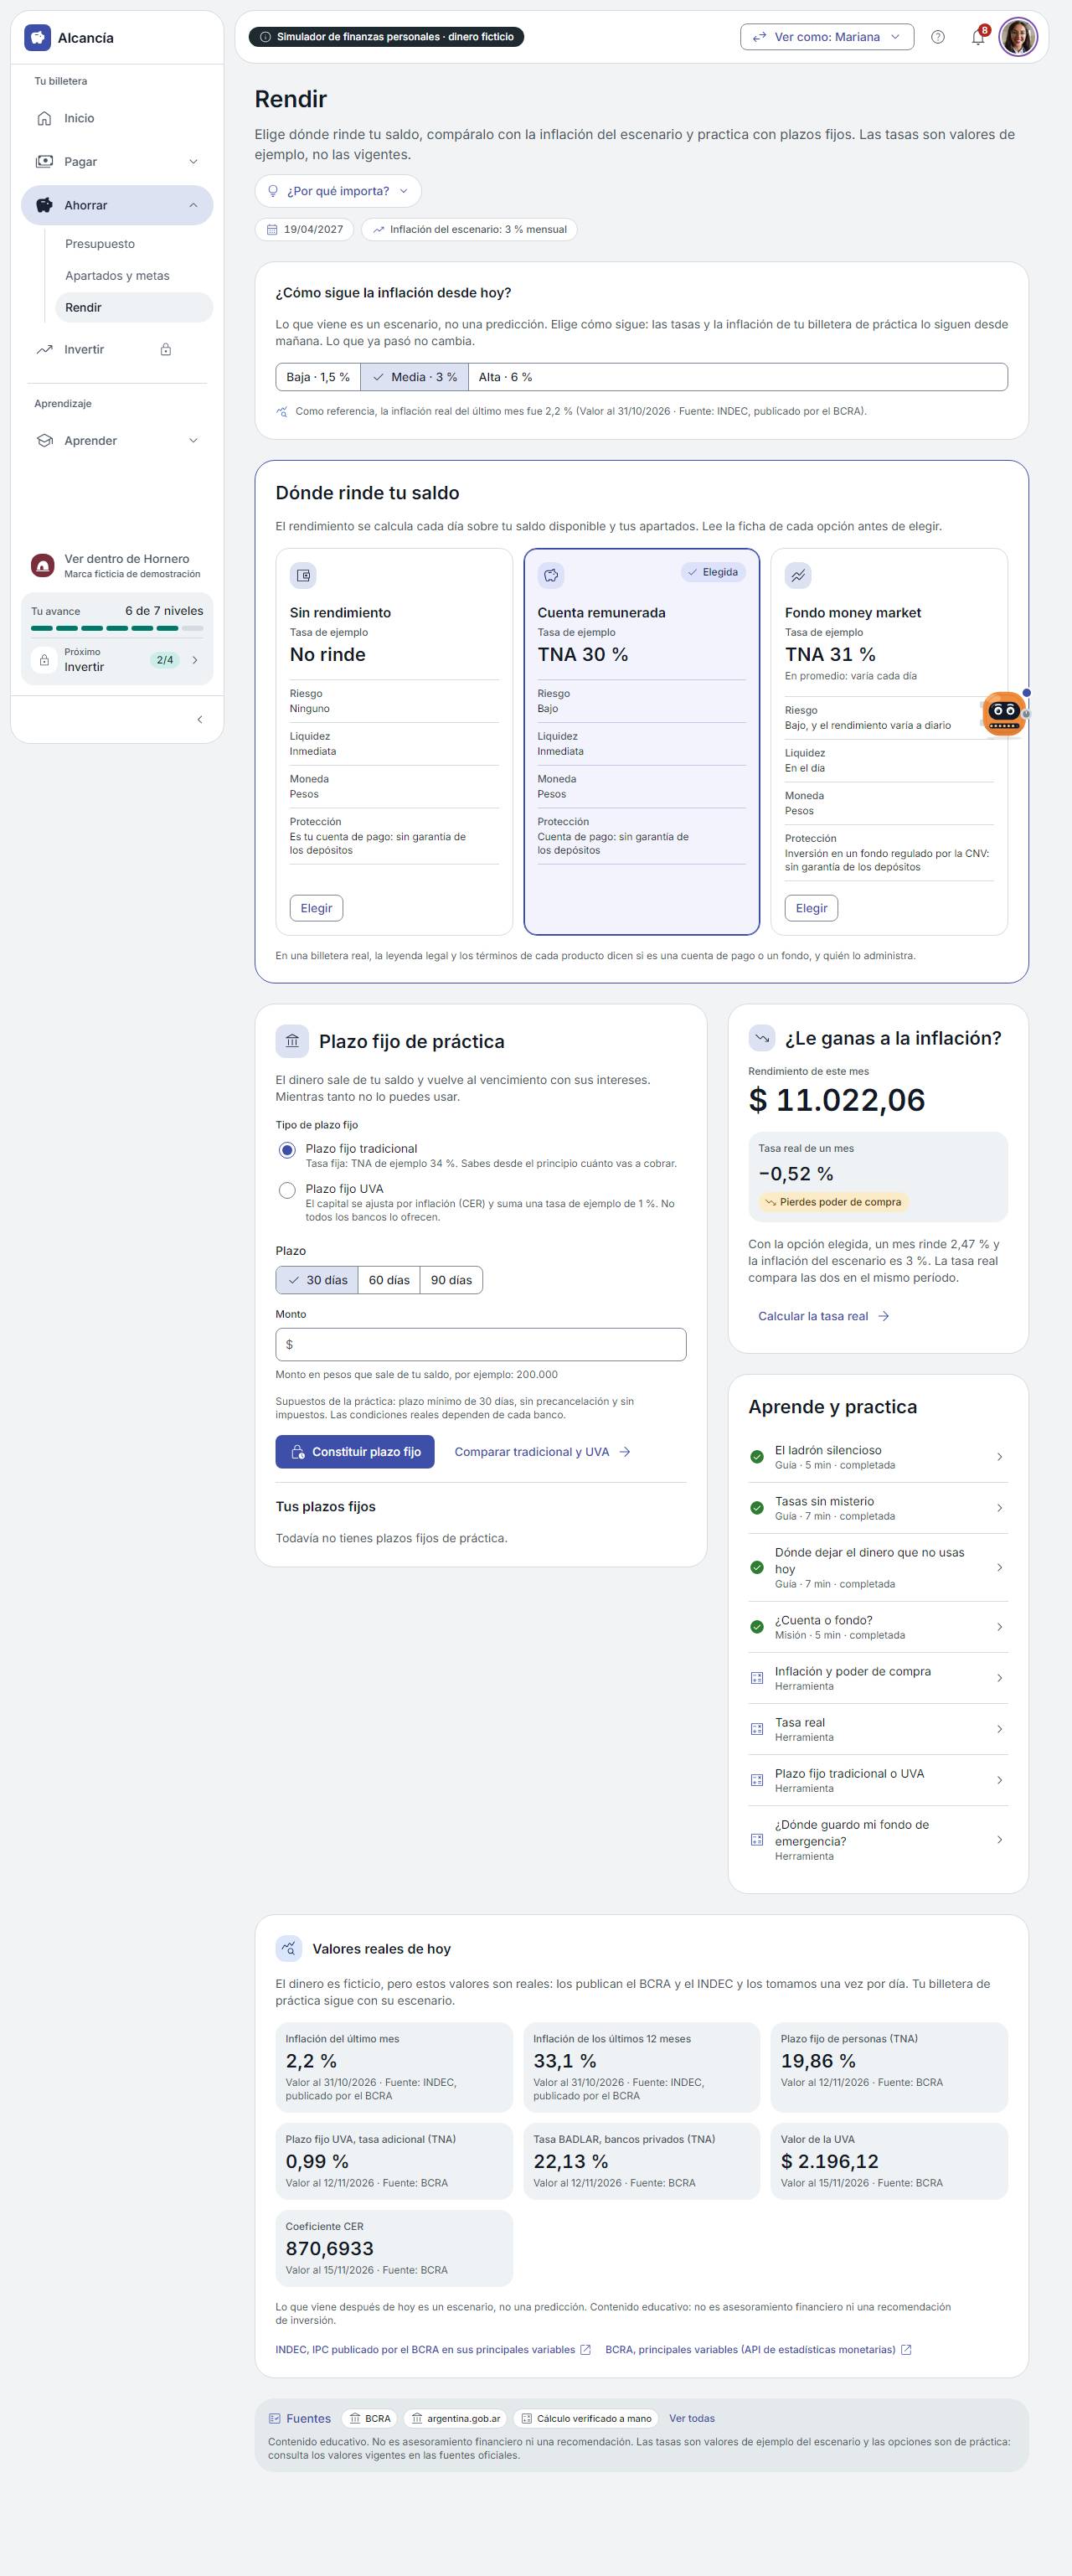 Alcancía
Simulador de finanzas personales · dinero ficticio
Ver como: Mariana
8
Tu billetera
Inicio
Pagar
Ahorrar
Presupuesto
Apartados y metas
Rendir
Invertir
Aprendizaje
Aprender
Ver dentro de Hornero
Marca ficticia de demostración
Tu avance
6 de 7 niveles
Próximo
Invertir
2/4
Rendir
Elige dónde rinde tu saldo, compáralo con la inflación del escenario y practica con plazos fijos. Las tasas son valores de
ejemplo, no las vigentes.
¿Por qué importa?
19/04/2027
Inflación del escenario: 3 % mensual
¿Cómo sigue la inflación desde hoy?
Lo que viene es un escenario, no una predicción. Elige cómo sigue: las tasas y la inflación de tu billetera de práctica lo siguen desde
mañana. Lo que ya pasó no cambia.
Baja · 1,5 %
Media · 3 %
Alta · 6 %
Como referencia, la inflación real del último mes fue 2,2 % (Valor al 31/10/2026 · Fuente: INDEC, publicado por el BCRA).
Dónde rinde tu saldo
El rendimiento se calcula cada día sobre tu saldo disponible y tus apartados. Lee la ficha de cada opción antes de elegir.
Sin rendimiento
Tasa de ejemplo
No rinde
Riesgo
Ninguno
Liquidez
Inmediata
Moneda
Pesos
Protección
Es tu cuenta de pago: sin garantía de
los depósitos
Elegir
Elegida
Cuenta remunerada
Tasa de ejemplo
TNA 30 %
Riesgo
Bajo
Liquidez
Inmediata
Moneda
Pesos
Protección
Cuenta de pago: sin garantía de
los depósitos
Fondo money market
Tasa de ejemplo
TNA 31 %
En promedio: varía cada día
Riesgo
Bajo, y el rendimiento varía a diario
Liquidez
En el día
Moneda
Pesos
Protección
Inversión en un fondo regulado por la CNV:
sin garantía de los depósitos
Elegir
En una billetera real, la leyenda legal y los términos de cada producto dicen si es una cuenta de pago o un fondo, y quién lo administra.
Plazo fijo de práctica
El dinero sale de tu saldo y vuelve al vencimiento con sus intereses.
Mientras tanto no lo puedes usar.
Tipo de plazo fijo
Plazo fijo tradicional
Tasa fija: TNA de ejemplo 34 %. Sabes desde el principio cuánto vas a cobrar.
Plazo fijo UVA
El capital se ajusta por inflación (CER) y suma una tasa de ejemplo de 1 %. No
todos los bancos lo ofrecen.
Plazo
30 días
60 días
90 días
Monto
$
Monto en pesos que sale de tu saldo, por ejemplo: 200.000
Supuestos de la práctica: plazo mínimo de 30 días, sin precancelación y sin
impuestos. Las condiciones reales dependen de cada banco.
Constituir plazo fijo
Comparar tradicional y UVA
Tus plazos fijos
Todavía no tienes plazos fijos de práctica.
¿Le ganas a la inflación?
Rendimiento de este mes
$ 11.022,06
Tasa real de un mes
−0,52 %
Pierdes poder de compra
Con la opción elegida, un mes rinde 2,47 % y
la inflación del escenario es 3 %. La tasa real
compara las dos en el mismo período.
Calcular la tasa real
Aprende y practica
El ladrón silencioso
Guía · 5 min · completada
Tasas sin misterio
Guía · 7 min · completada
Dónde dejar el dinero que no usas
hoy
Guía · 7 min · completada
¿Cuenta o fondo?
Misión · 5 min · completada
Inflación y poder de compra
Herramienta
Tasa real
Herramienta
Plazo fijo tradicional o UVA
Herramienta
¿Dónde guardo mi fondo de
emergencia?
Herramienta
Valores reales de hoy
El dinero es ficticio, pero estos valores son reales: los publican el BCRA y el INDEC y los tomamos una vez por día. Tu billetera de
práctica sigue con su escenario.
Inflación del último mes
2,2 %
Valor al 31/10/2026 · Fuente: INDEC,
publicado por el BCRA
Inflación de los últimos 12 meses
33,1 %
Valor al 31/10/2026 · Fuente: INDEC,
publicado por el BCRA
Plazo fijo de personas (TNA)
19,86 %
Valor al 12/11/2026 · Fuente: BCRA
Plazo fijo UVA, tasa adicional (TNA)
0,99 %
Valor al 12/11/2026 · Fuente: BCRA
Tasa BADLAR, bancos privados (TNA)
22,13 %
Valor al 12/11/2026 · Fuente: BCRA
Valor de la UVA
$ 2.196,12
Valor al 15/11/2026 · Fuente: BCRA
Coeficiente CER
870,6933
Valor al 15/11/2026 · Fuente: BCRA
Lo que viene después de hoy es un escenario, no una predicción. Contenido educativo: no es asesoramiento financiero ni una recomendación
de inversión.
INDEC, IPC publicado por el BCRA en sus principales variables
BCRA, principales variables (API de estadísticas monetarias)
Fuentes
BCRA
argentina.gob.ar
Cálculo verificado a mano
Ver todas
Contenido educativo. No es asesoramiento financiero ni una recomendación. Las tasas son valores de ejemplo del escenario y las opciones son de práctica:
consulta los valores vigentes en las fuentes oficiales.